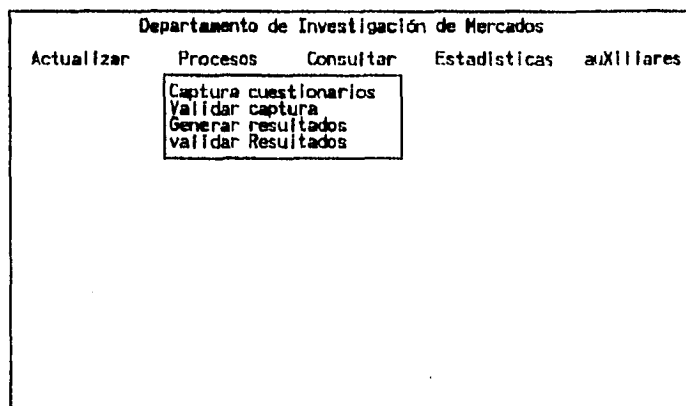 Departamento de Investigación de Mercados
Actualizar Procesos Consultar Estadisticas auXiliares
Captura cuestionarios
Validar captura
Generar resultados
validar Resultados